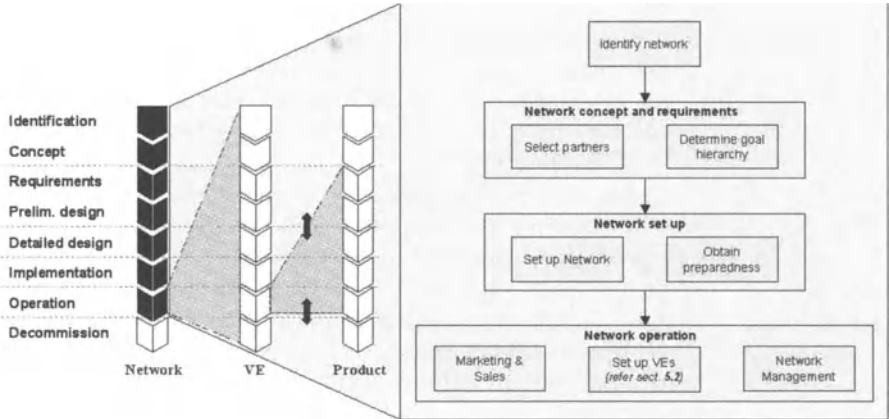 Identification
Concept
Requirements
Prelim. design
Detailed design
Implementation
Operation
Decommission
Network VE Product
Identify network
Network concept and requirements
Select partners
Determine goal
hierarchy
Network set up
Set up Network
Obtain
preparedness
Network operation
Marketing &
Sales
Set up VEs
(refer sect. 5.2)
Network
Management